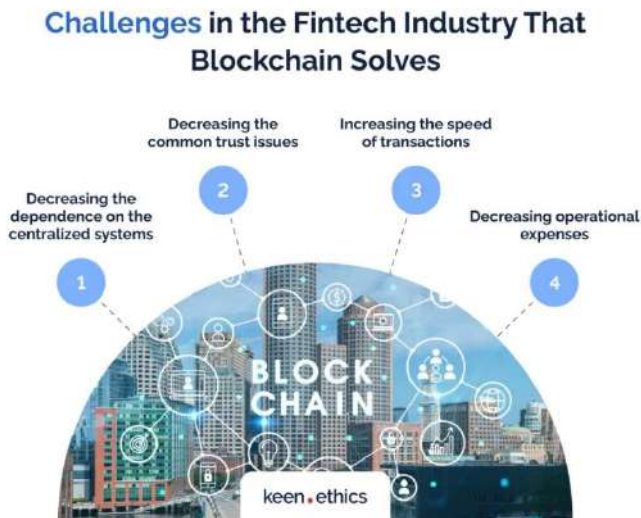 Challenges in the Fintech Industry That
Blockchain Solves
Decreasing the
dependence on the
centralized systems
1
Decreasing the
common trust issues
2
Increasing the speed
of transactions
3
Decreasing operational
expenses
4
BLOCK
CHAIN
keen.ethics